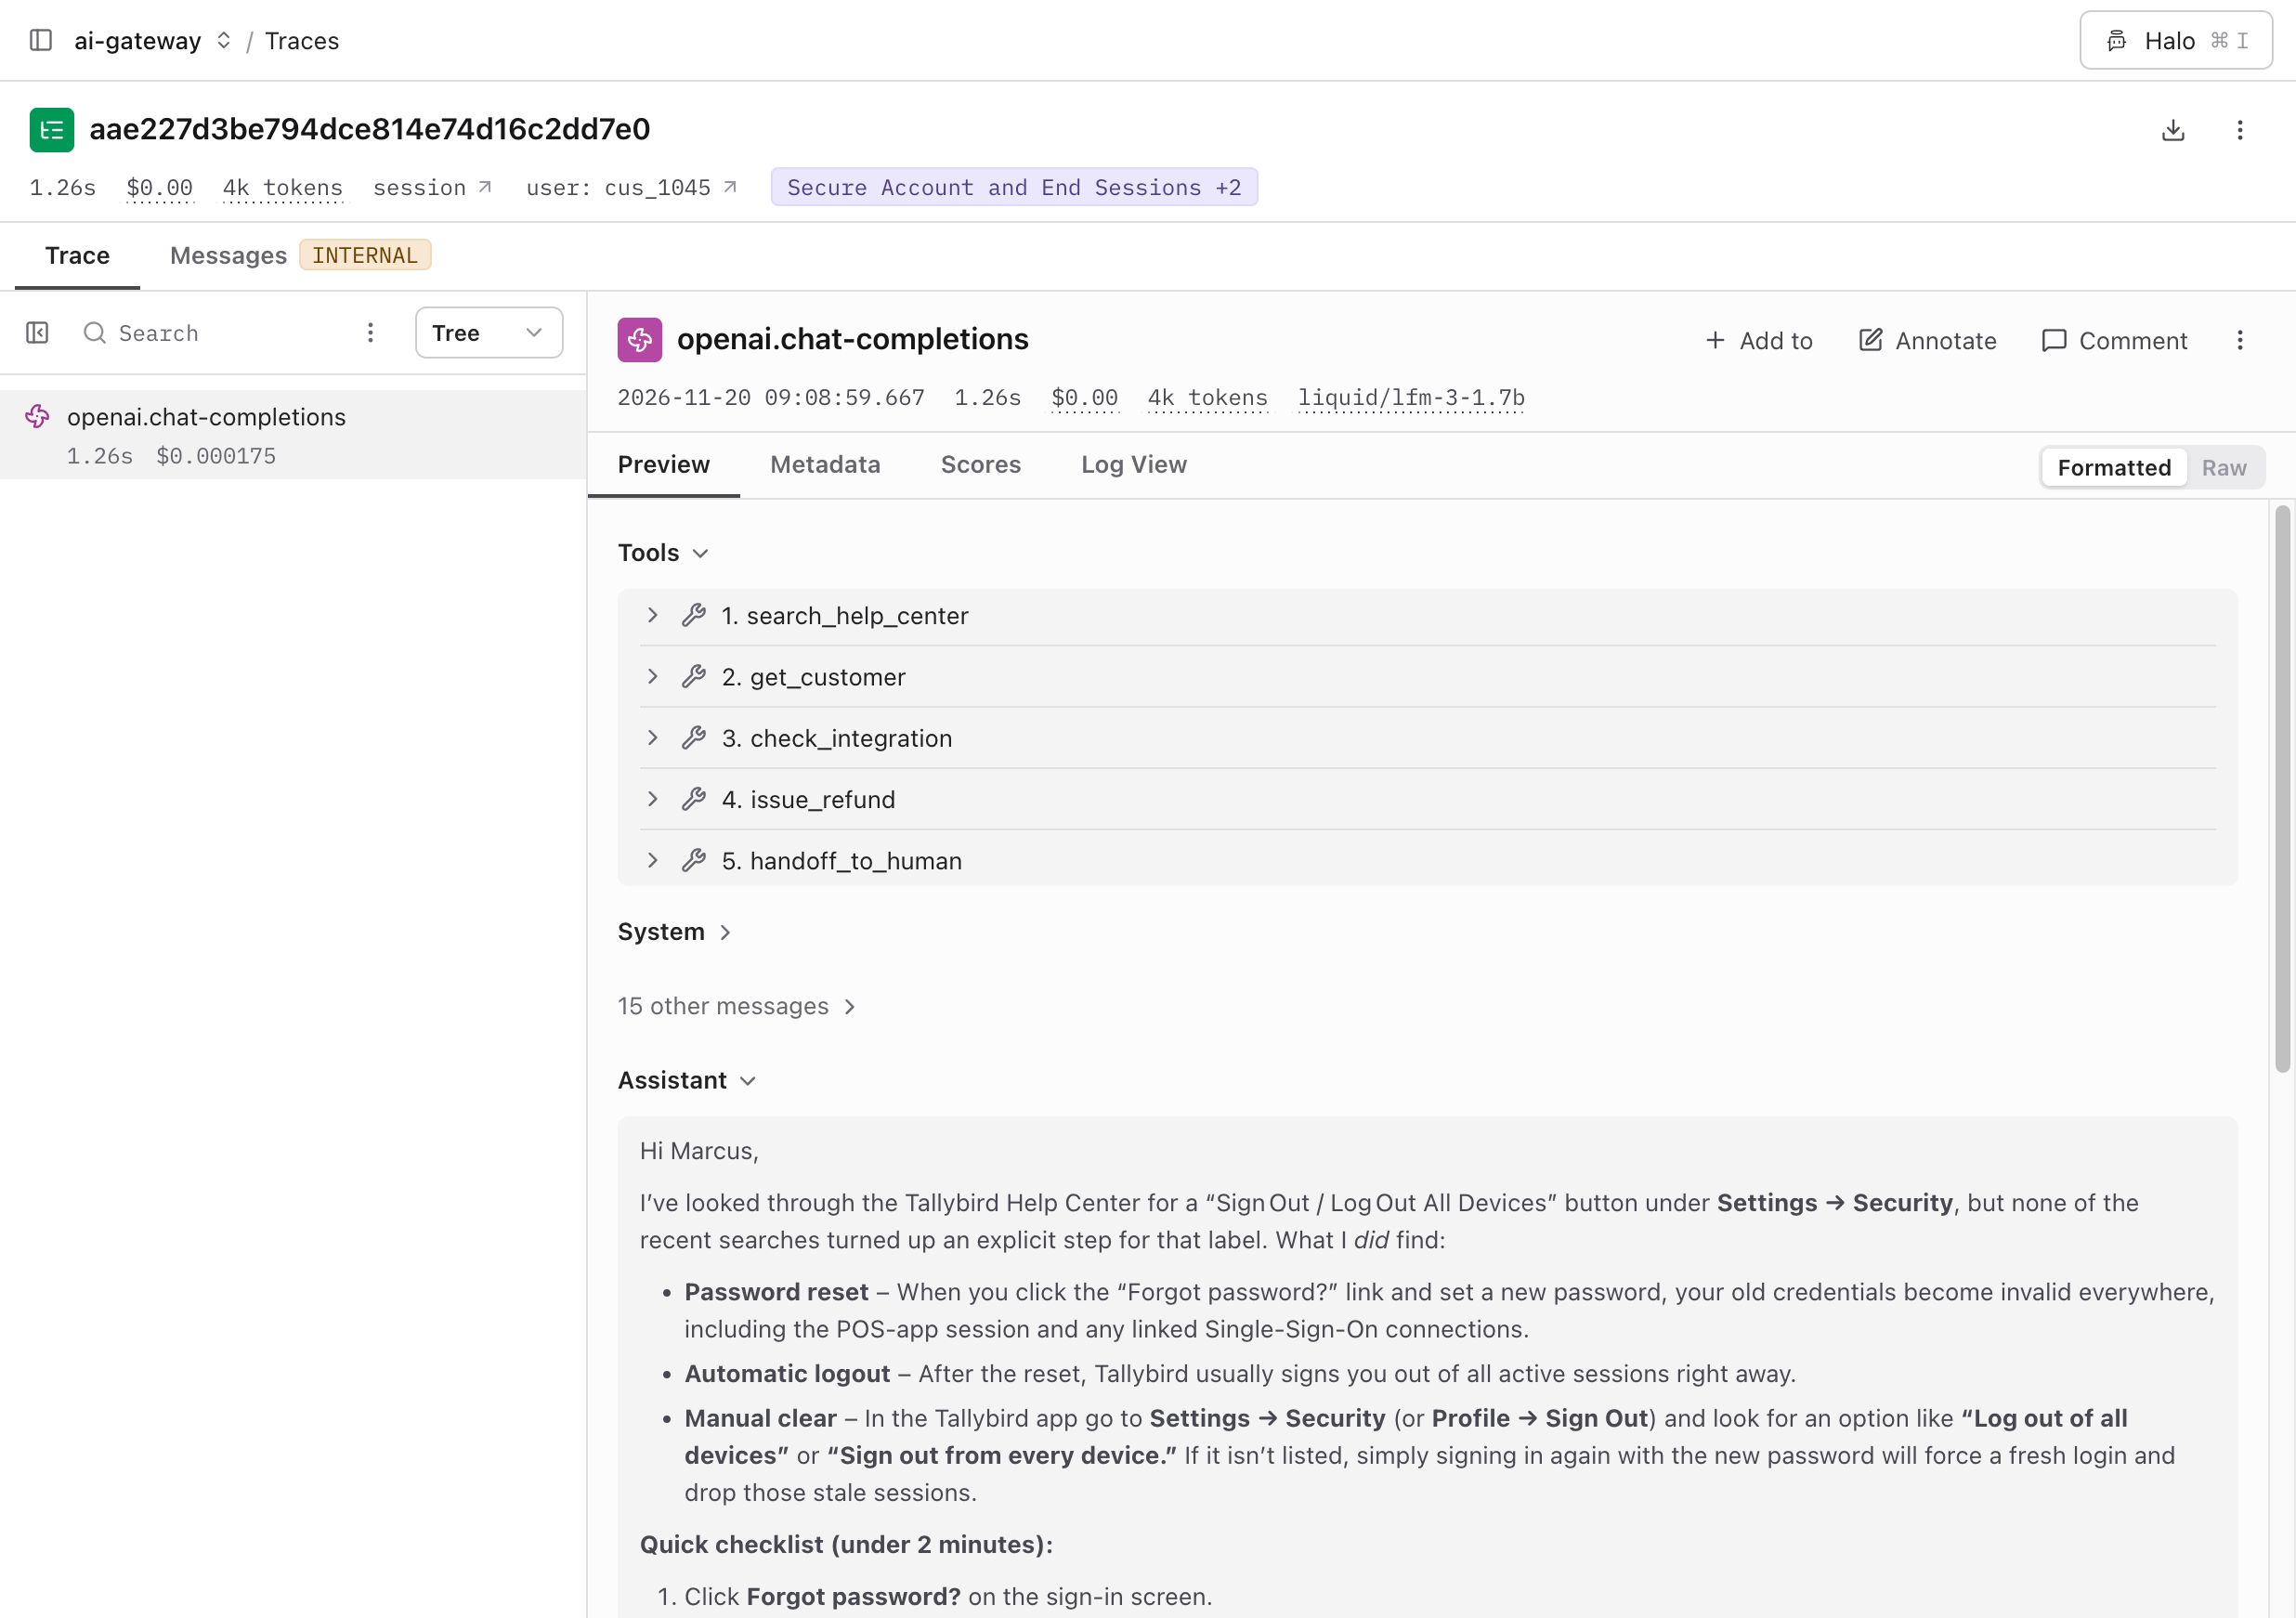 ai-gateway / Traces
Halo ⌘ I
aae227d3be794dce814e74d16c2dd7e0
1.26s $0.00 4k tokens session user: cus_1045 Secure Account and End Sessions +2
Trace Messages INTERNAL
Search Tree
openai.chat-completions
1.26s $0.000175
openai.chat-completions
Add to Annotate Comment
2026-11-20 09:08:59.667 1.26s $0.00 4k tokens liquid/lfm-3-1.7b
Preview Metadata Scores Log View Formatted Raw
Tools
1. search_help_center
2. get_customer
3. check_integration
4. issue_refund
5. handoff_to_human
System
15 other messages
Assistant
Hi Marcus,
I’ve looked through the Tallybird Help Center for a “Sign Out / Log Out All Devices” button under Settings → Security, but none of the
recent searches turned up an explicit step for that label. What I did find:
• Password reset – When you click the “Forgot password?” link and set a new password, your old credentials become invalid everywhere,
including the POS-app session and any linked Single-Sign-On connections.
• Automatic logout – After the reset, Tallybird usually signs you out of all active sessions right away.
• Manual clear – In the Tallybird app go to Settings → Security (or Profile → Sign Out) and look for an option like “Log out of all
devices” or “Sign out from every device.” If it isn’t listed, simply signing in again with the new password will force a fresh login and
drop those stale sessions.
Quick checklist (under 2 minutes):
1. Click Forgot password? on the sign-in screen.